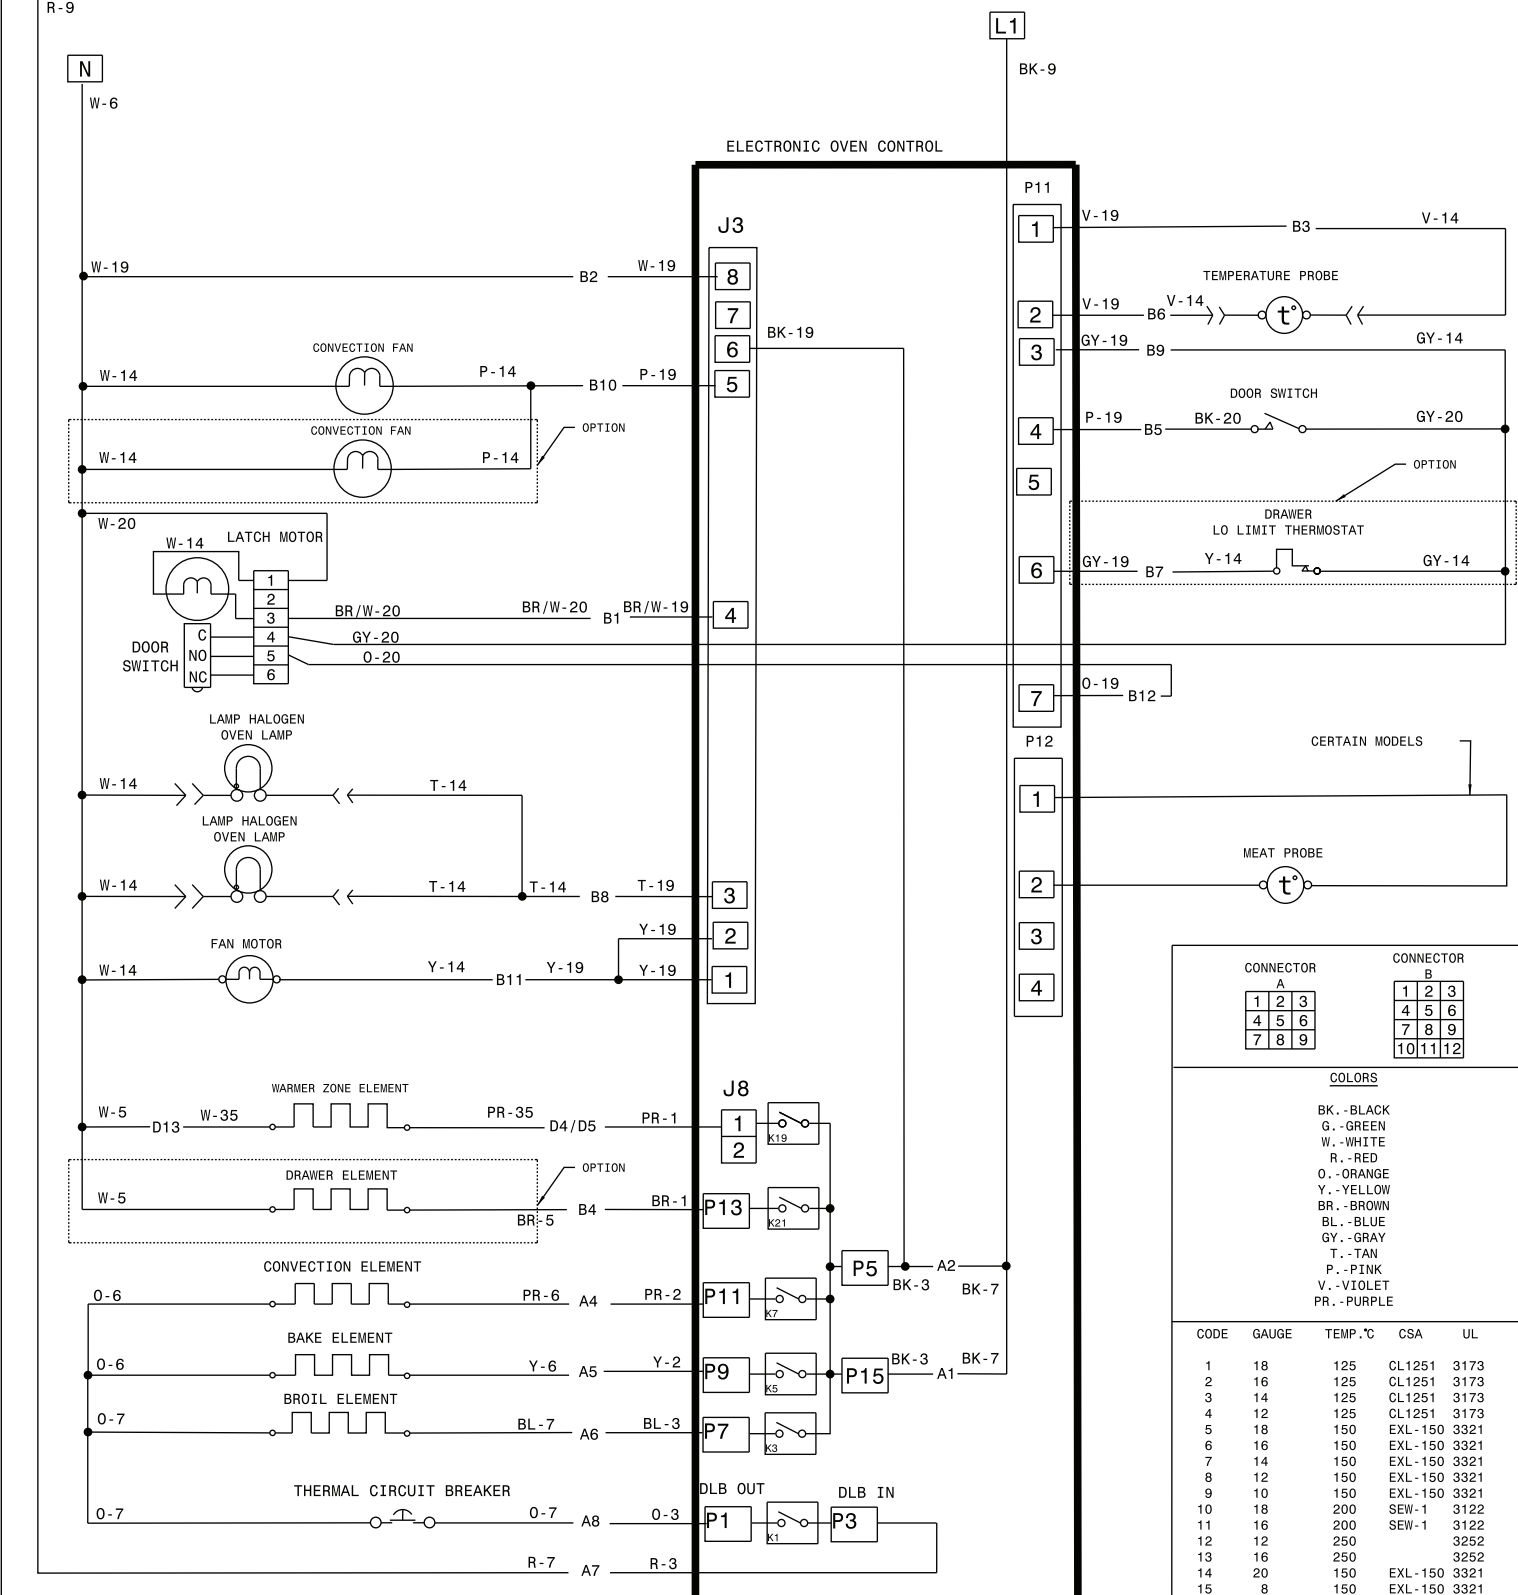 R-9
L1
BK-9
N
W-6
ELECTRONIC OVEN CONTROL
P11
J3
1
V-19
B3
V-14
W-19
B2
W-19
8
TEMPERATURE PROBE
7
2
V-19
B6
V-14
t°
BK-19
6
3
GY-19
B9
GY-14
CONVECTION FAN
W-14
P-14
B10
P-19
5
DOOR SWITCH
4
P-19
B5
BK-20
GY-20
CONVECTION FAN
OPTION
W-14
P-14
5
OPTION
W-20
LATCH MOTOR
W-14
DRAWER
LO LIMIT THERMOSTAT
6
GY-19
B7
Y-14
GY-14
1
2
3
4
5
6
BR/W-20
BR/W-20
B1
BR/W-19
4
GY-20
O-20
DOOR
SWITCH
C
NO
NC
7
O-19
B12
P12
CERTAIN MODELS
LAMP HALOGEN
OVEN LAMP
W-14
T-14
1
LAMP HALOGEN
OVEN LAMP
W-14
T-14
T-14
B8
T-19
3
MEAT PROBE
2
t°
3
4
Y-19
2
FAN MOTOR
W-14
Y-14
B11
Y-19
Y-19
1
CONNECTOR
A
1 2 3
4 5 6
7 8 9
CONNECTOR
B
1 2 3
4 5 6
7 8 9
10 11 12
J8
WARMER ZONE ELEMENT
W-5
D13
W-35
PR-35
D4/D5
PR-1
1
2
K19
DRAWER ELEMENT
OPTION
W-5
BR-5
B4
BR-1
P13
K21
CONVECTION ELEMENT
P5
BK-3
A2
BK-7
O-6
PR-6
A4
PR-2
P11
K7
BAKE ELEMENT
O-6
Y-6
A5
Y-2
P9
K5
P15
BK-3
A1
BK-7
BROIL ELEMENT
O-7
BL-7
A6
BL-3
P7
K3
THERMAL CIRCUIT BREAKER
DLB OUT
DLB IN
O-7
O-7
A8
O-3
P1
K1
P3
R-7
A7
R-3
COLORS
BK.-BLACK
G.-GREEN
W.-WHITE
R.-RED
O.-ORANGE
Y.-YELLOW
BR.-BROWN
BL.-BLUE
GY.-GRAY
T.-TAN
P.-PINK
V.-VIOLET
PR.-PURPLE
CODE GAUGE TEMP.°C CSA UL
1 18 125 CL1251 3173
2 16 125 CL1251 3173
3 14 125 CL1251 3173
4 12 125 CL1251 3173
5 18 150 EXL-150 3321
6 16 150 EXL-150 3321
7 14 150 EXL-150 3321
8 12 150 EXL-150 3321
9 10 150 EXL-150 3321
10 18 200 SEW-1 3122
11 16 200 SEW-1 3122
12 12 250 3252
13 16 250 3252
14 20 150 EXL-150 3321
15 8 150 EXL-150 3321